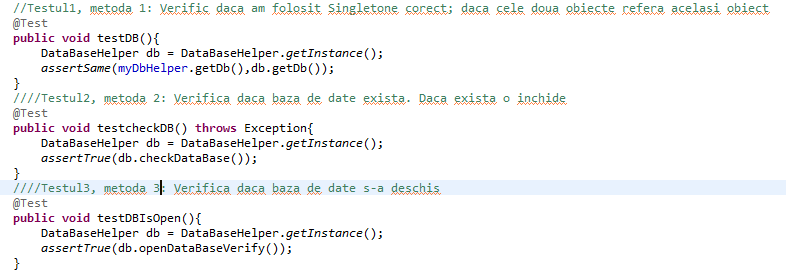 //Testul1, metoda 1: Verific daca am folosit Singletone corect; daca cele doua obiecte refera acelasi obiect
@Test
public void testDB(){
DataBaseHelper db = DataBaseHelper.getInstance();
assertSame(myDbHelper.getDb(),db.getDb());
}
////Testul2, metoda 2: Verifica daca baza de date exista. Daca exista o inchide
@Test
public void testcheckDB() throws Exception{
DataBaseHelper db = DataBaseHelper.getInstance();
assertTrue(db.checkDataBase());
}
////Testul3, metoda 3: Verifica daca baza de date s-a deschis
@Test
public void testDBIsOpen(){
DataBaseHelper db = DataBaseHelper.getInstance();
assertTrue(db.openDataBaseVerify());
}